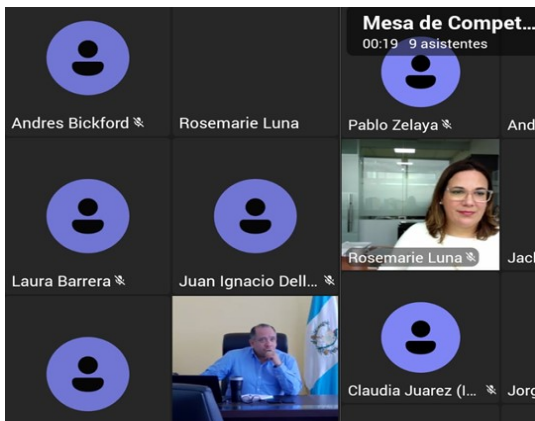 Mesa de Compet...
00:19 9 asistentes
Andres Bickford
Rosemarie Luna
Pablo Zelaya
And
Laura Barrera
Juan Ignacio Dell...
Rosemarie Luna
Jack
Claudia Juarez (I...
Jorg